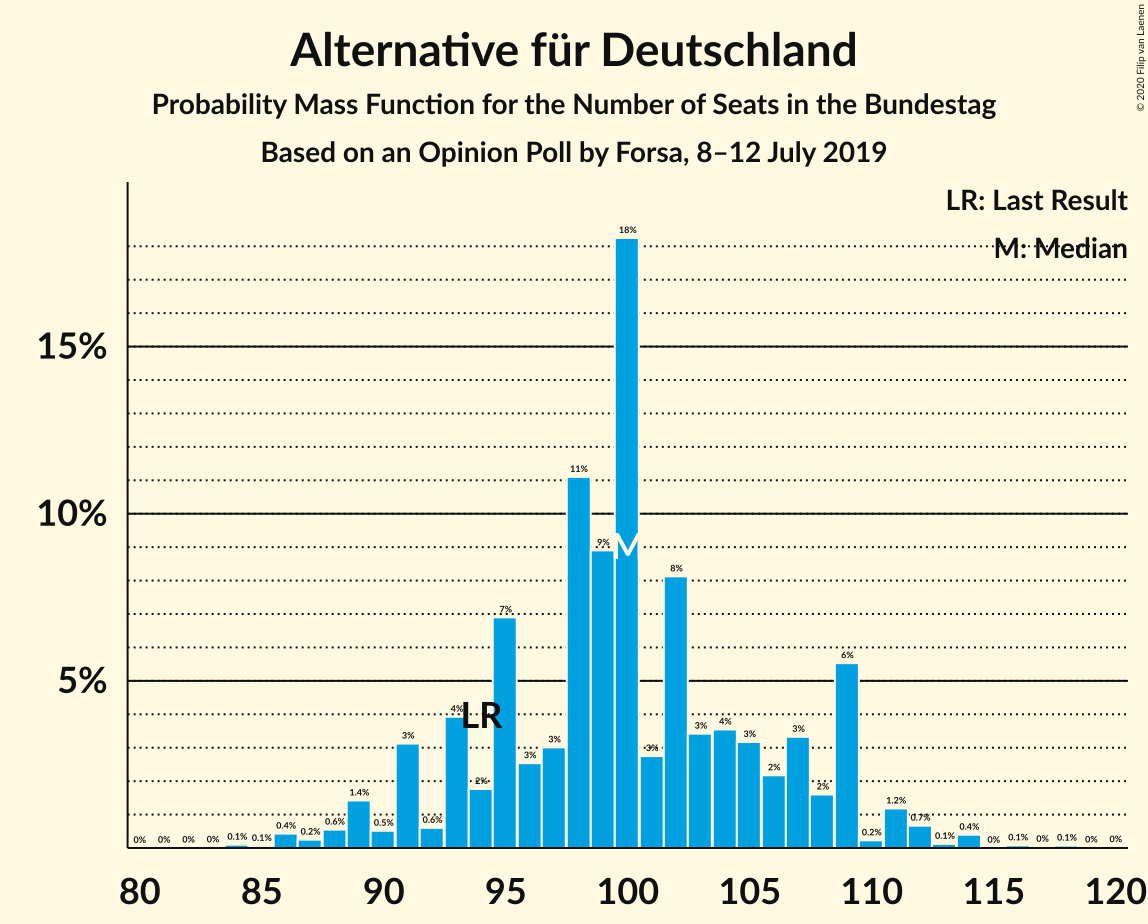 Alternative für Deutschland
Probability Mass Function for the Number of Seats in the Bundestag
Based on an Opinion Poll by Forsa, 8–12 July 2019
© 2020 Filip van Laenen
LR: Last Result
M: Median
15%
10%
5%
0% 0% 0% 0% 0.1% 0.1% 0.4% 0.2% 0.6% 1.4% 0.5% 3% 0.6% 4% 2% 7% 3% 3% 11% 9% 18% 3% 8% 3% 4% 3% 2% 3% 2% 6% 0.2% 1.2% 0.7% 0.1% 0.4% 0% 0.1% 0% 0.1% 0% 0%
LR
M
80 85 90 95 100 105 110 115 120